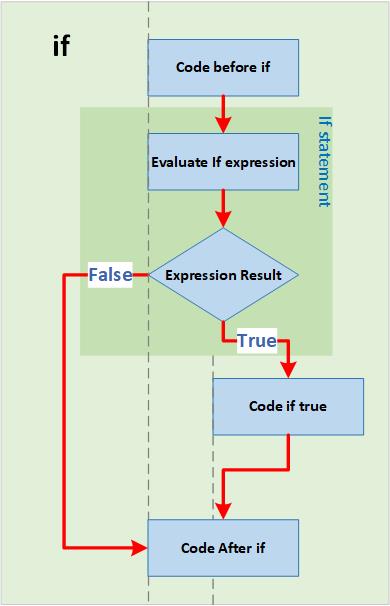 if
Code before if
If statement
Evaluate If expression
Expression Result
False
True
Code if true
Code After if